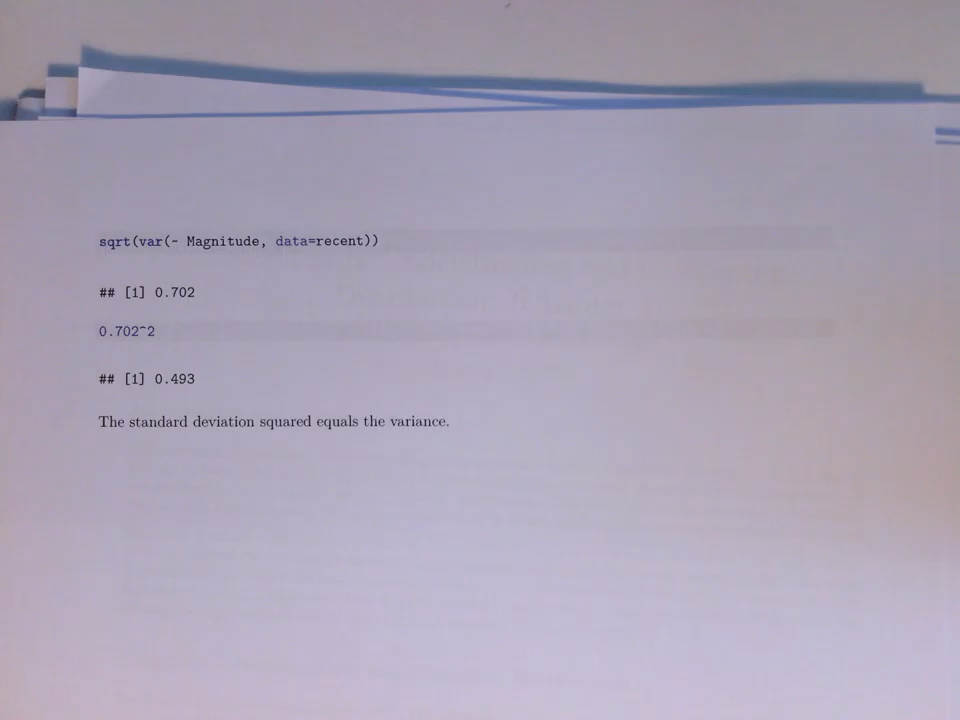 sqrt(var(~ Magnitude, data=recent))
## [1] 0.702
0.702^2
## [1] 0.493
The standard deviation squared equals the variance.